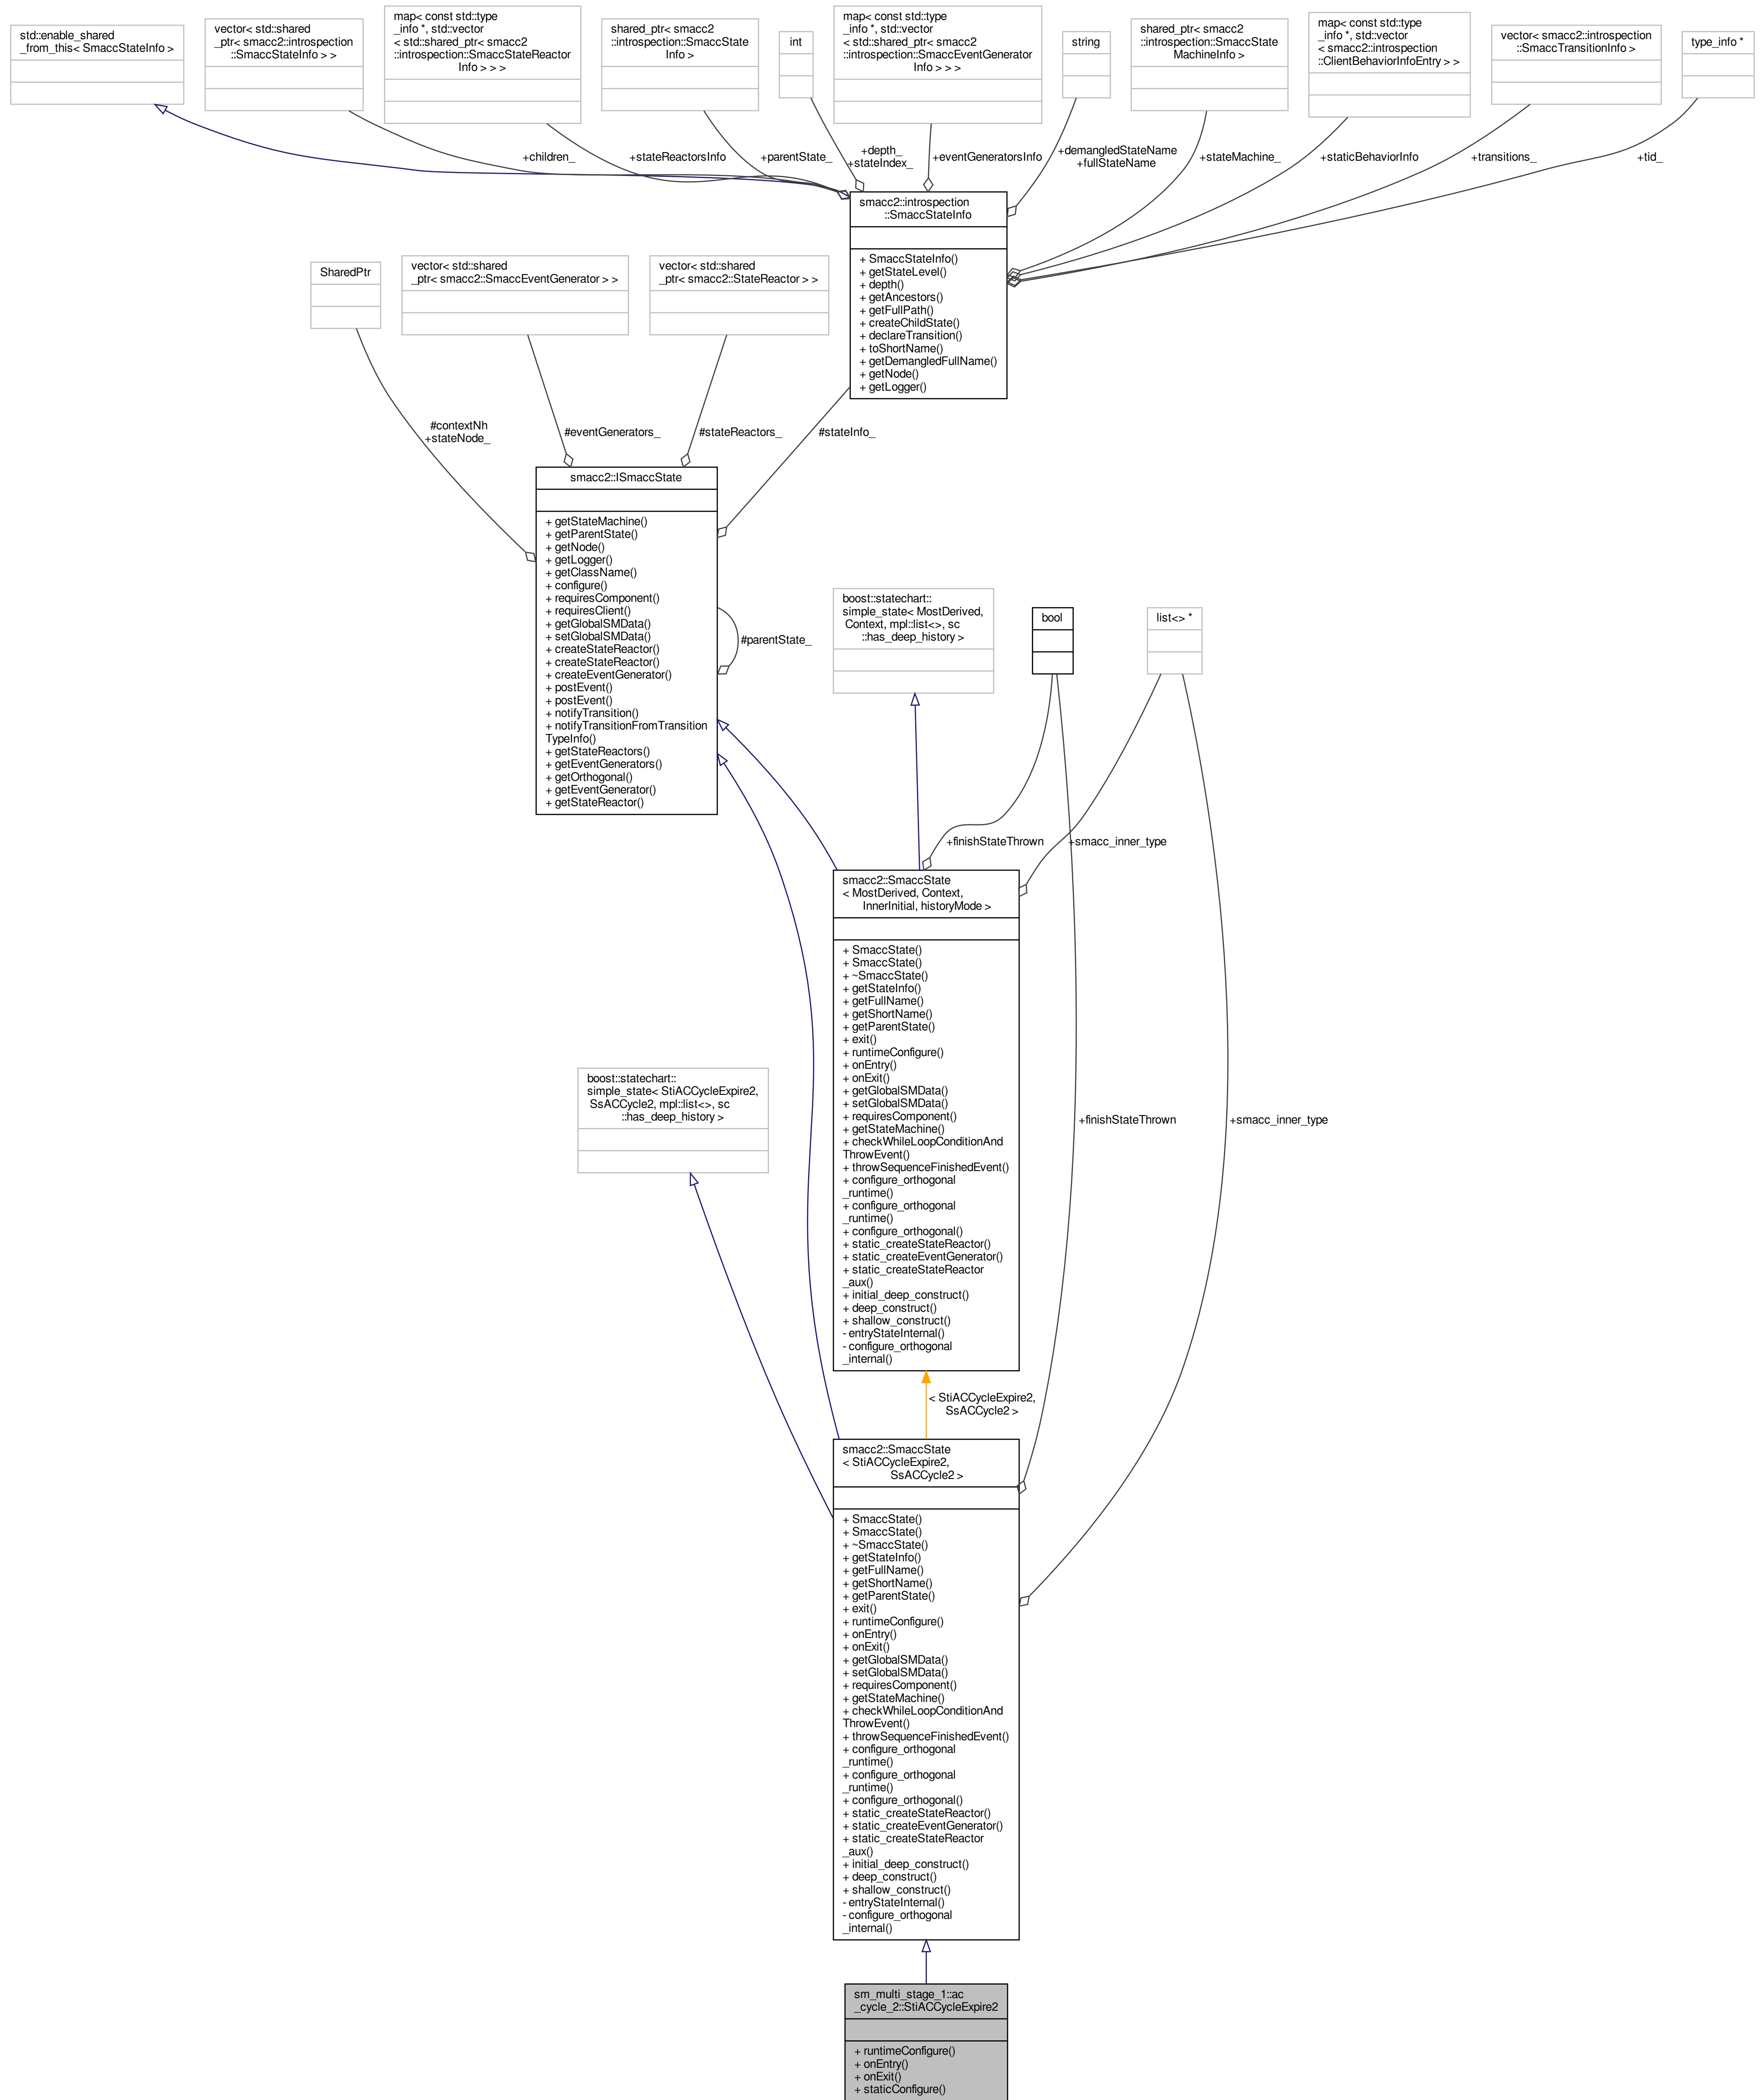 std::enable_shared
_from_this< SmaccStateInfo >
vector< std::shared
_ptr< smacc2::introspection
::SmaccStateInfo > >
map< const std::type
_info *, std::vector
< std::shared_ptr< smacc2
::introspection::SmaccStateReactor
Info > > >
shared_ptr< smacc2
::introspection::SmaccState
Info >
int
map< const std::type
_info *, std::vector
< std::shared_ptr< smacc2
::introspection::SmaccEventGenerator
Info > > >
string
shared_ptr< smacc2
::introspection::SmaccState
MachineInfo >
map< const std::type
_info *, std::vector
< smacc2::introspection
::ClientBehaviorInfoEntry > >
vector< smacc2::introspection
::SmaccTransitionInfo >
type_info *
+children_
+stateReactorsInfo
+parentState_
+depth_
+stateIndex_
+eventGeneratorsInfo
+demangledStateName
+fullStateName
+stateMachine_
+staticBehaviorInfo
+transitions_
+tid_
smacc2::introspection
::SmaccStateInfo
+ SmaccStateInfo()
+ getStateLevel()
+ depth()
+ getAncestors()
+ getFullPath()
+ createChildState()
+ declareTransition()
+ toShortName()
+ getDemangledFullName()
+ getNode()
+ getLogger()
SharedPtr
vector< std::shared
_ptr< smacc2::SmaccEventGenerator > >
vector< std::shared
_ptr< smacc2::StateReactor > >
#contextNh
+stateNode_
#eventGenerators_
#stateReactors_
#stateInfo_
smacc2::ISmaccState
+ getStateMachine()
+ getParentState()
+ getNode()
+ getLogger()
+ getClassName()
+ configure()
+ requiresComponent()
+ requiresClient()
+ getGlobalSMData()
+ setGlobalSMData()
+ createStateReactor()
+ createStateReactor()
+ createEventGenerator()
+ postEvent()
+ postEvent()
+ notifyTransition()
+ notifyTransitionFromTransition
TypeInfo()
+ getStateReactors()
+ getEventGenerators()
+ getOrthogonal()
+ getEventGenerator()
+ getStateReactor()
#parentState_
boost::statechart::
simple_state< MostDerived,
Context, mpl::list<>, sc
::has_deep_history >
bool
list<> *
+finishStateThrown
+smacc_inner_type
smacc2::SmaccState
< MostDerived, Context,
InnerInitial, historyMode >
+ SmaccState()
+ SmaccState()
+ ~SmaccState()
+ getStateInfo()
+ getFullName()
+ getShortName()
+ getParentState()
+ exit()
+ runtimeConfigure()
+ onEntry()
+ onExit()
+ getGlobalSMData()
+ setGlobalSMData()
+ requiresComponent()
+ getStateMachine()
+ checkWhileLoopConditionAnd
ThrowEvent()
+ throwSequenceFinishedEvent()
+ configure_orthogonal
_runtime()
+ configure_orthogonal
_runtime()
+ configure_orthogonal()
+ static_createStateReactor()
+ static_createEventGenerator()
+ static_createStateReactor
_aux()
+ initial_deep_construct()
+ deep_construct()
+ shallow_construct()
- entryStateInternal()
- configure_orthogonal
_internal()
boost::statechart::
simple_state< StiACCycleExpire2,
SsACCycle2, mpl::list<>, sc
::has_deep_history >
+finishStateThrown
+smacc_inner_type
< StiACCycleExpire2,
SsACCycle2 >
smacc2::SmaccState
< StiACCycleExpire2,
SsACCycle2 >
+ SmaccState()
+ SmaccState()
+ ~SmaccState()
+ getStateInfo()
+ getFullName()
+ getShortName()
+ getParentState()
+ exit()
+ runtimeConfigure()
+ onEntry()
+ onExit()
+ getGlobalSMData()
+ setGlobalSMData()
+ requiresComponent()
+ getStateMachine()
+ checkWhileLoopConditionAnd
ThrowEvent()
+ throwSequenceFinishedEvent()
+ configure_orthogonal
_runtime()
+ configure_orthogonal
_runtime()
+ configure_orthogonal()
+ static_createStateReactor()
+ static_createEventGenerator()
+ static_createStateReactor
_aux()
+ initial_deep_construct()
+ deep_construct()
+ shallow_construct()
- entryStateInternal()
- configure_orthogonal
_internal()
sm_multi_stage_1::ac
_cycle_2::StiACCycleExpire2
+ runtimeConfigure()
+ onEntry()
+ onExit()
+ staticConfigure()